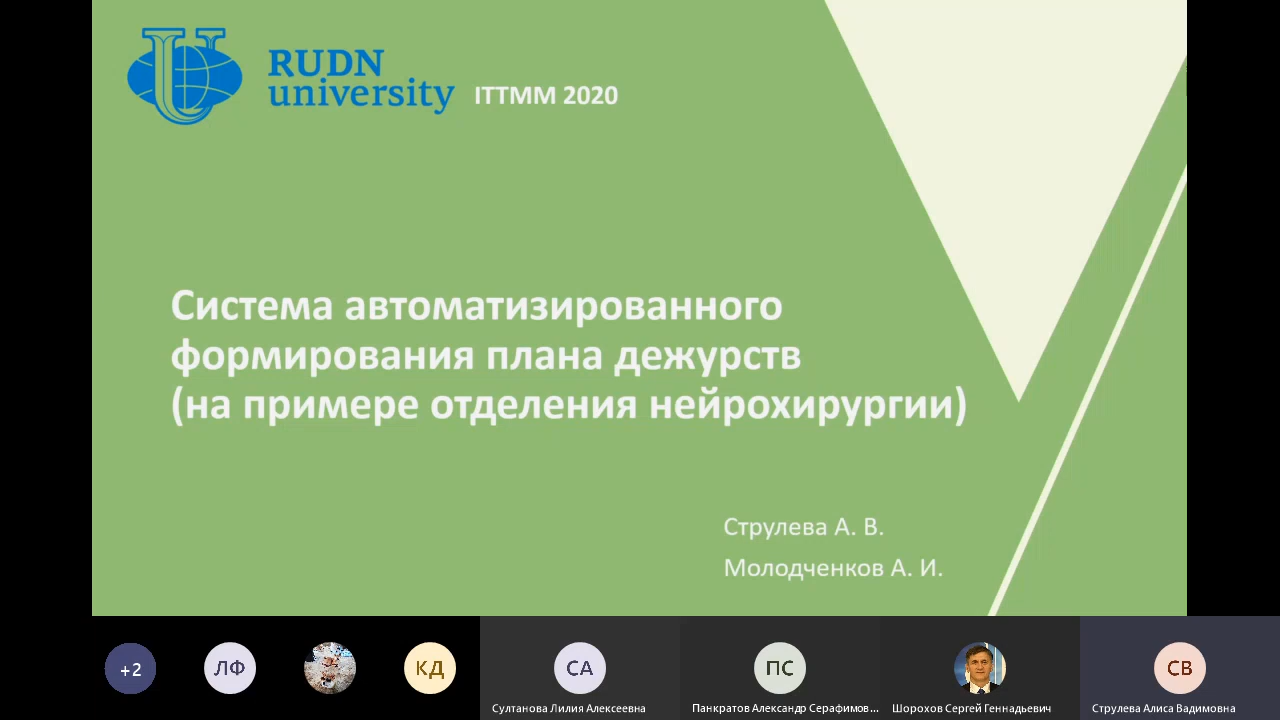 RUDN
university
ITTMM 2020
Система автоматизированного
формирования плана дежурств
(на примере отделения нейрохирургии)
Струлева А. В.
Молодченков А. И.
+2
ЛФ
КД
СА
ПС
СВ
Султанова Лилия Алексеевна
Панкратов Александр Серафимов...
Шорохов Сергей Геннадьевич
Струлева Алиса Вадимовна